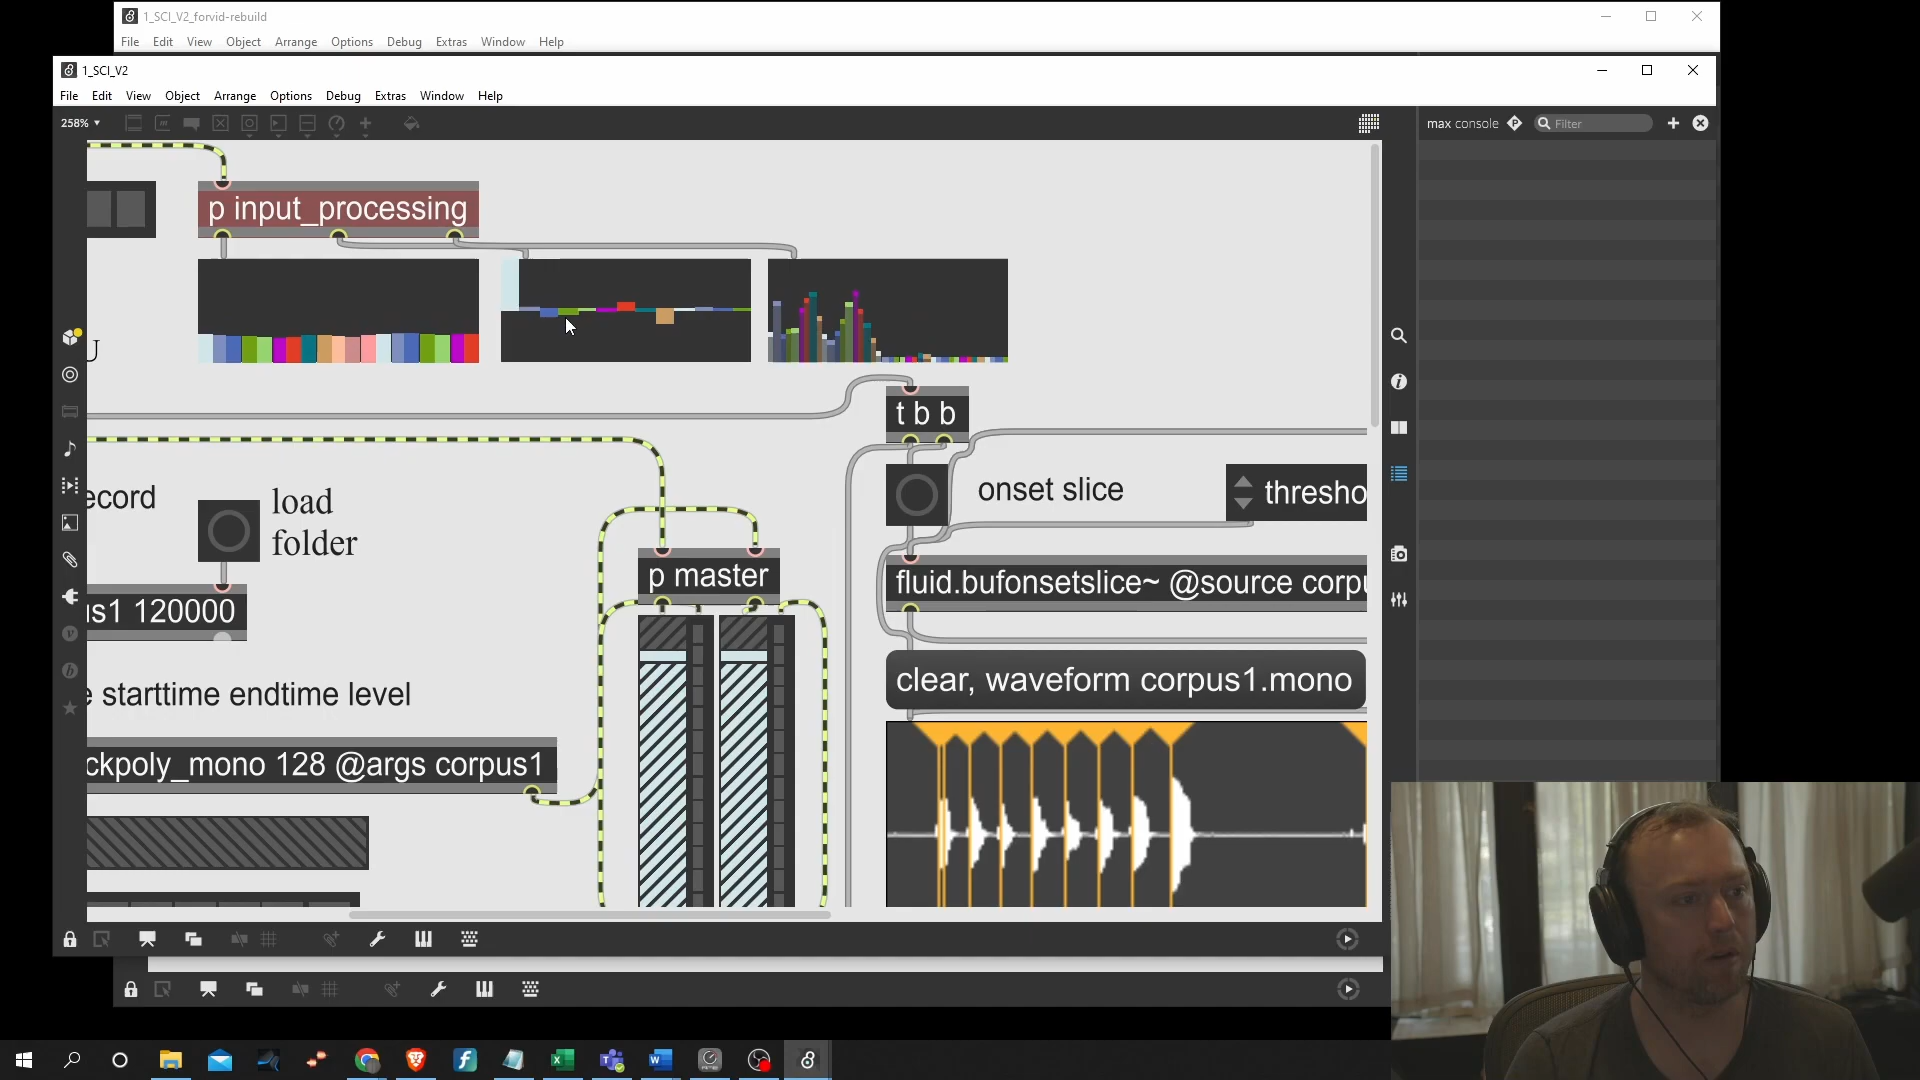 1_SCI_V2_forvid-rebuild
File Edit View Object Arrange Options Debug Extras Window Help
1_SCI_V2
File Edit View Object Arrange Options Debug Extras Window Help
258%
max console
Filter
p input_processing
t b b
onset slice
thresho
ecord
load
folder
p master
fluid.bufonsetslice~ @source corpu
us1 120000
clear, waveform corpus1.mono
e starttime endtime level
ckpoly_mono 128 @args corpus1